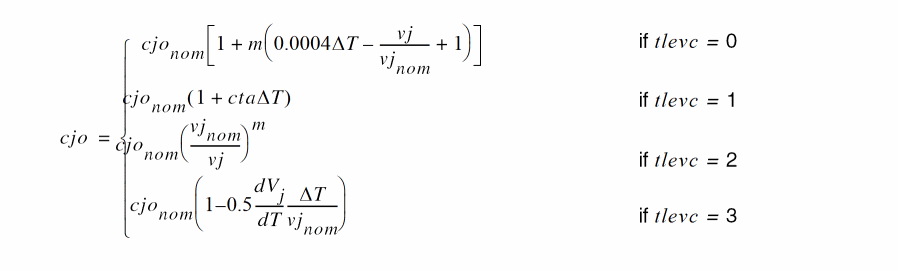 cjo_nom[1 + m(0.0004ΔT – vj/vj_nom + 1)] if tlevc = 0
cjo_nom(1 + ctaΔT) if tlevc = 1
cjo = cjo_nom(vj_nom/vj)^m if tlevc = 2
cjo_nom(1–0.5 dV_j/dT ΔT/vj_nom) if tlevc = 3